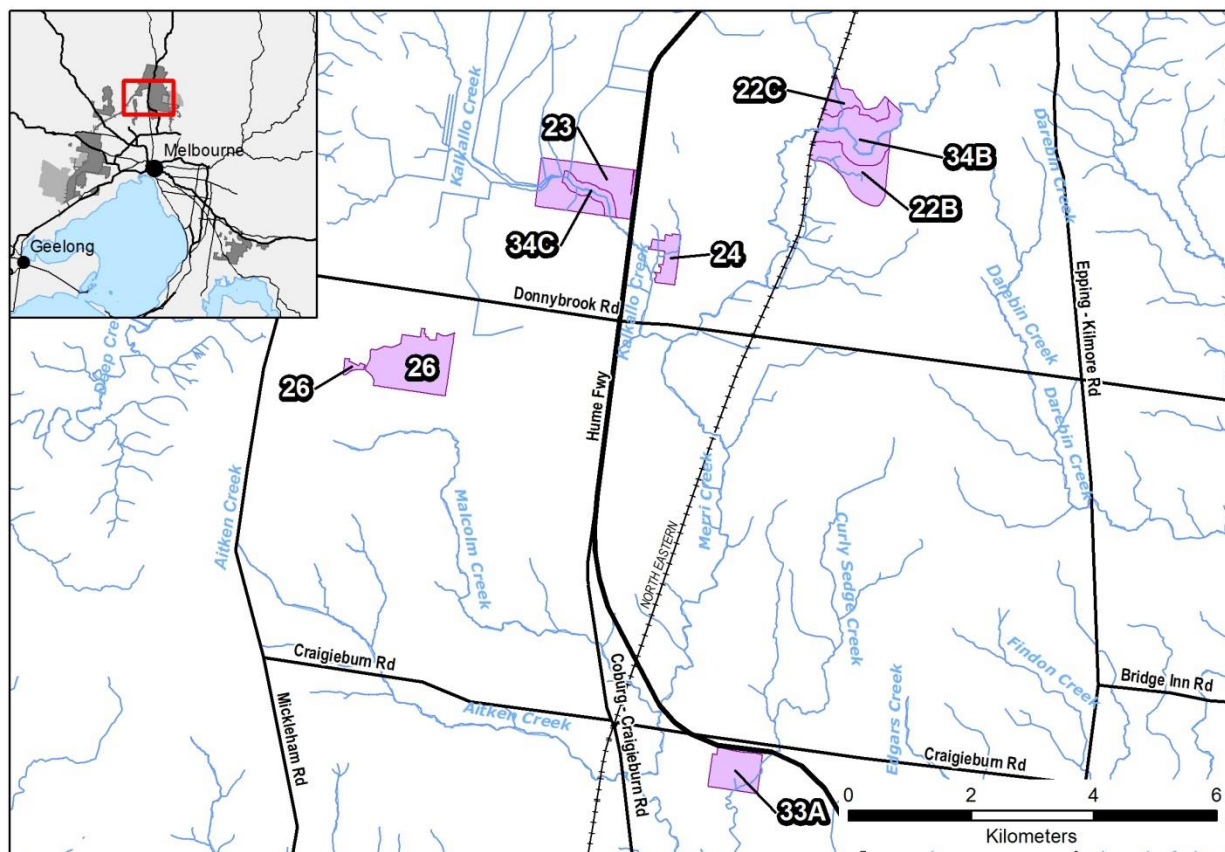 Melbourne
Geelong
Kalkallo Creek
23
34C
22C
34B
22B
24
Darebin Creek
Donnybrook Rd
Kalkallo Creek
Darebin Creek
Epping - Kilmore Rd
Deep Cree
26
26
Hume Fwy
Darebin Creek
Aitken Creek
Malcolm Creek
Merri Creek
NORTH EASTERN
Curly Sedge Creek
Craigieburn Rd
Findon Creek
Bridge Inn Rd
Mickleham Rd
Aitken Creek
Coburg - Craigieburn Rd
Edgars Creek
Craigieburn Rd
33A
0 2 4 6
Kilometers